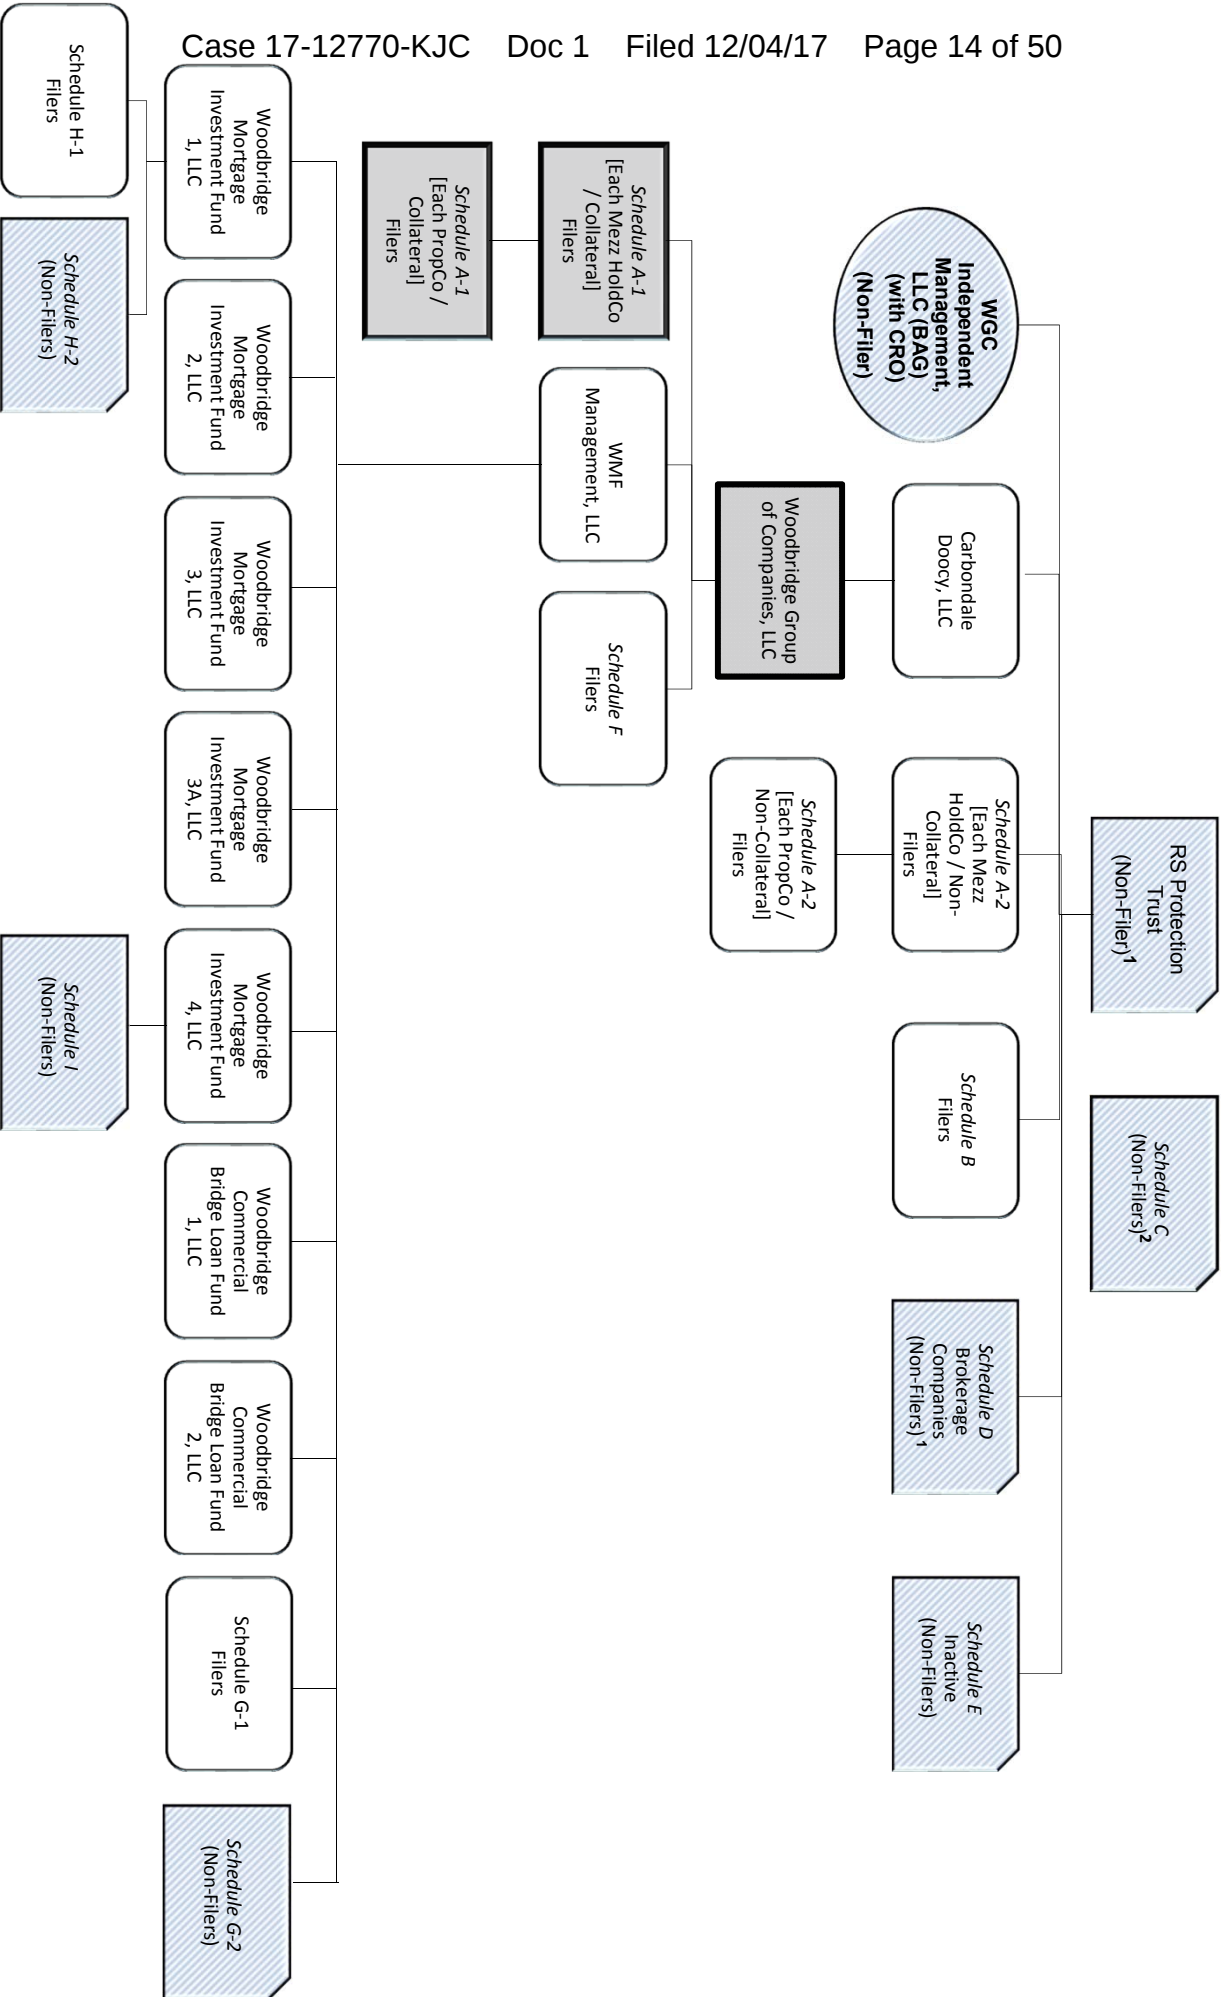 Case 17-12770-KJC Doc 1 Filed 12/04/17 Page 14 of 50
RS Protection
Trust
(Non-Filer)¹
Schedule C
(Non-Filers)²
WGC
Independent
Management,
LLC (BAG)
(with CRO)
(Non-Filer)
Carbondale
Doocy, LLC
Schedule A-2
[Each Mezz
HoldCo / Non-
Collateral]
Filers
Schedule B
Filers
Schedule D
Brokerage
Companies
(Non-Filers) ¹
Schedule E
Inactive
(Non-Filers)
Woodbridge Group
of Companies, LLC
Schedule A-2
[Each PropCo /
Non-Collateral]
Filers
Schedule A-1
[Each Mezz HoldCo
/ Collateral]
Filers
WMF
Management, LLC
Schedule F
Filers
Schedule A-1
[Each PropCo /
Collateral]
Filers
Woodbridge
Mortgage
Investment Fund
1, LLC
Woodbridge
Mortgage
Investment Fund
2, LLC
Woodbridge
Mortgage
Investment Fund
3, LLC
Woodbridge
Mortgage
Investment Fund
3A, LLC
Woodbridge
Mortgage
Investment Fund
4, LLC
Woodbridge
Commercial
Bridge Loan Fund
1, LLC
Woodbridge
Commercial
Bridge Loan Fund
2, LLC
Schedule G-1
Filers
Schedule G-2
(Non-Filers)
Schedule H-1
Filers
Schedule H-2
(Non-Filers)
Schedule I
(Non-Filers)